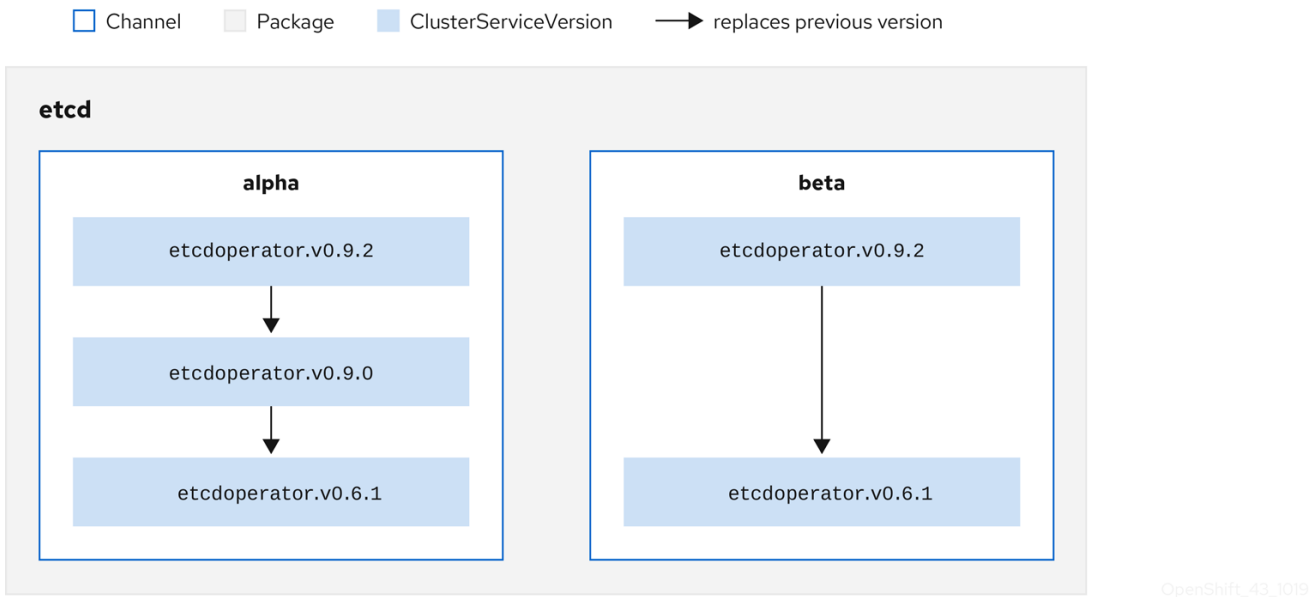 Channel Package ClusterServiceVersion replaces previous version
etcd
alpha
etcdoperator.v0.9.2
etcdoperator.v0.9.0
etcdoperator.v0.6.1
beta
etcdoperator.v0.9.2
etcdoperator.v0.6.1
OpenShift_43_1019